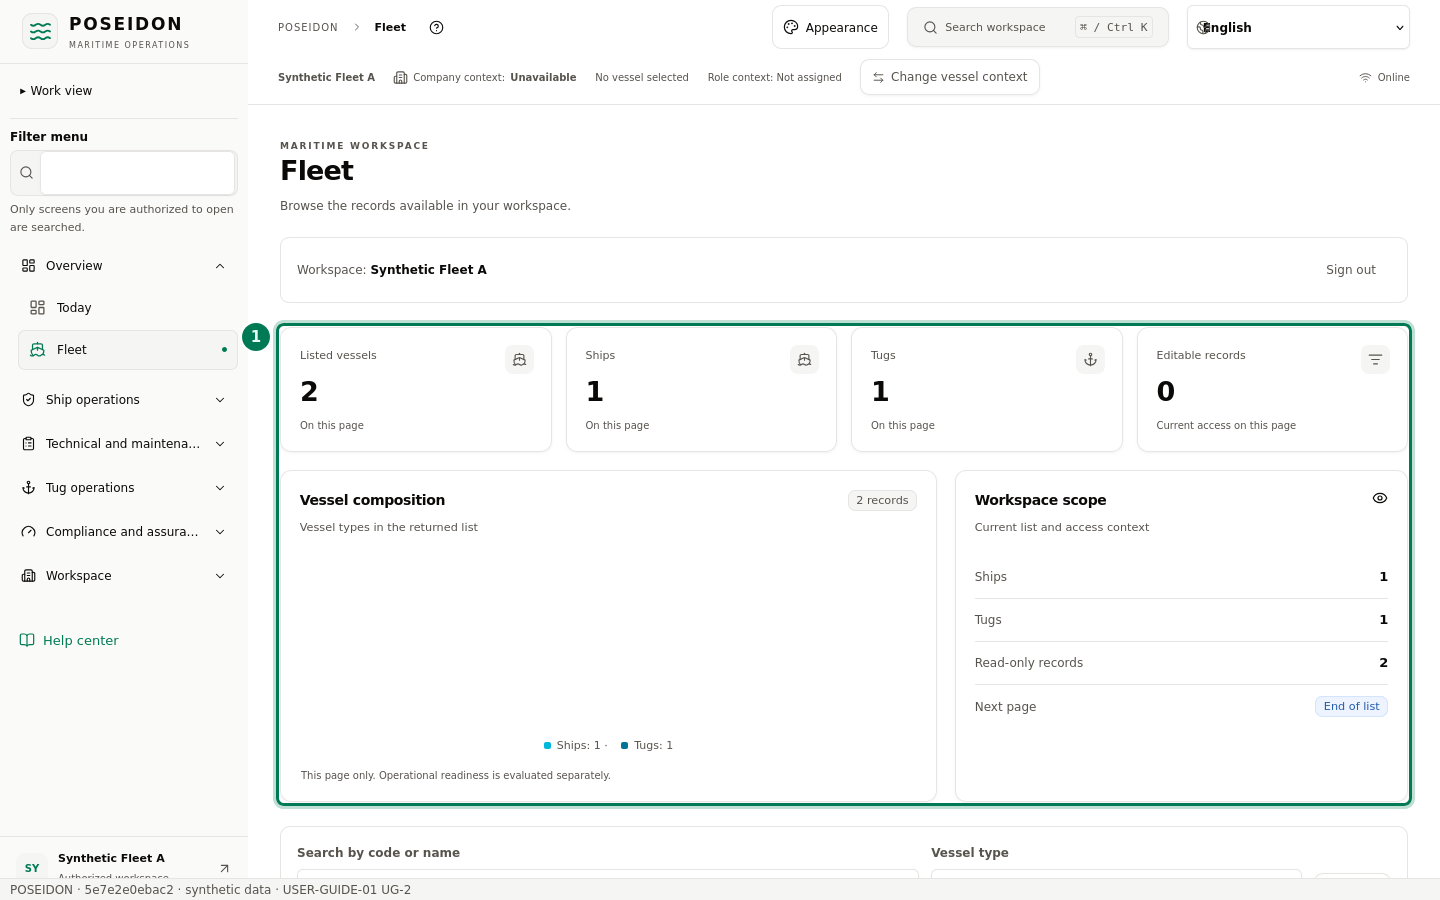 POSEIDON
MARITIME OPERATIONS
Work view
Filter menu
Only screens you are authorized to open
are searched.
Overview
Today
Fleet
Ship operations
Technical and maintena...
Tug operations
Compliance and assura...
Workspace
Help center
SY
Synthetic Fleet A
Authorized workspace
POSEIDON
Fleet
Appearance
Search workspace
⌘ / Ctrl K
English
Synthetic Fleet A
Company context: Unavailable
No vessel selected
Role context: Not assigned
Change vessel context
Online
MARITIME WORKSPACE
Fleet
Browse the records available in your workspace.
Workspace: Synthetic Fleet A
Sign out
1
Listed vessels
2
On this page
Ships
1
On this page
Tugs
1
On this page
Editable records
0
Current access on this page
Vessel composition
2 records
Vessel types in the returned list
Ships: 1 ·
Tugs: 1
This page only. Operational readiness is evaluated separately.
Workspace scope
Current list and access context
Ships 1
Tugs 1
Read-only records 2
Next page End of list
Search by code or name
Vessel type
POSEIDON · 5e7e2e0ebac2 · synthetic data · USER-GUIDE-01 UG-2